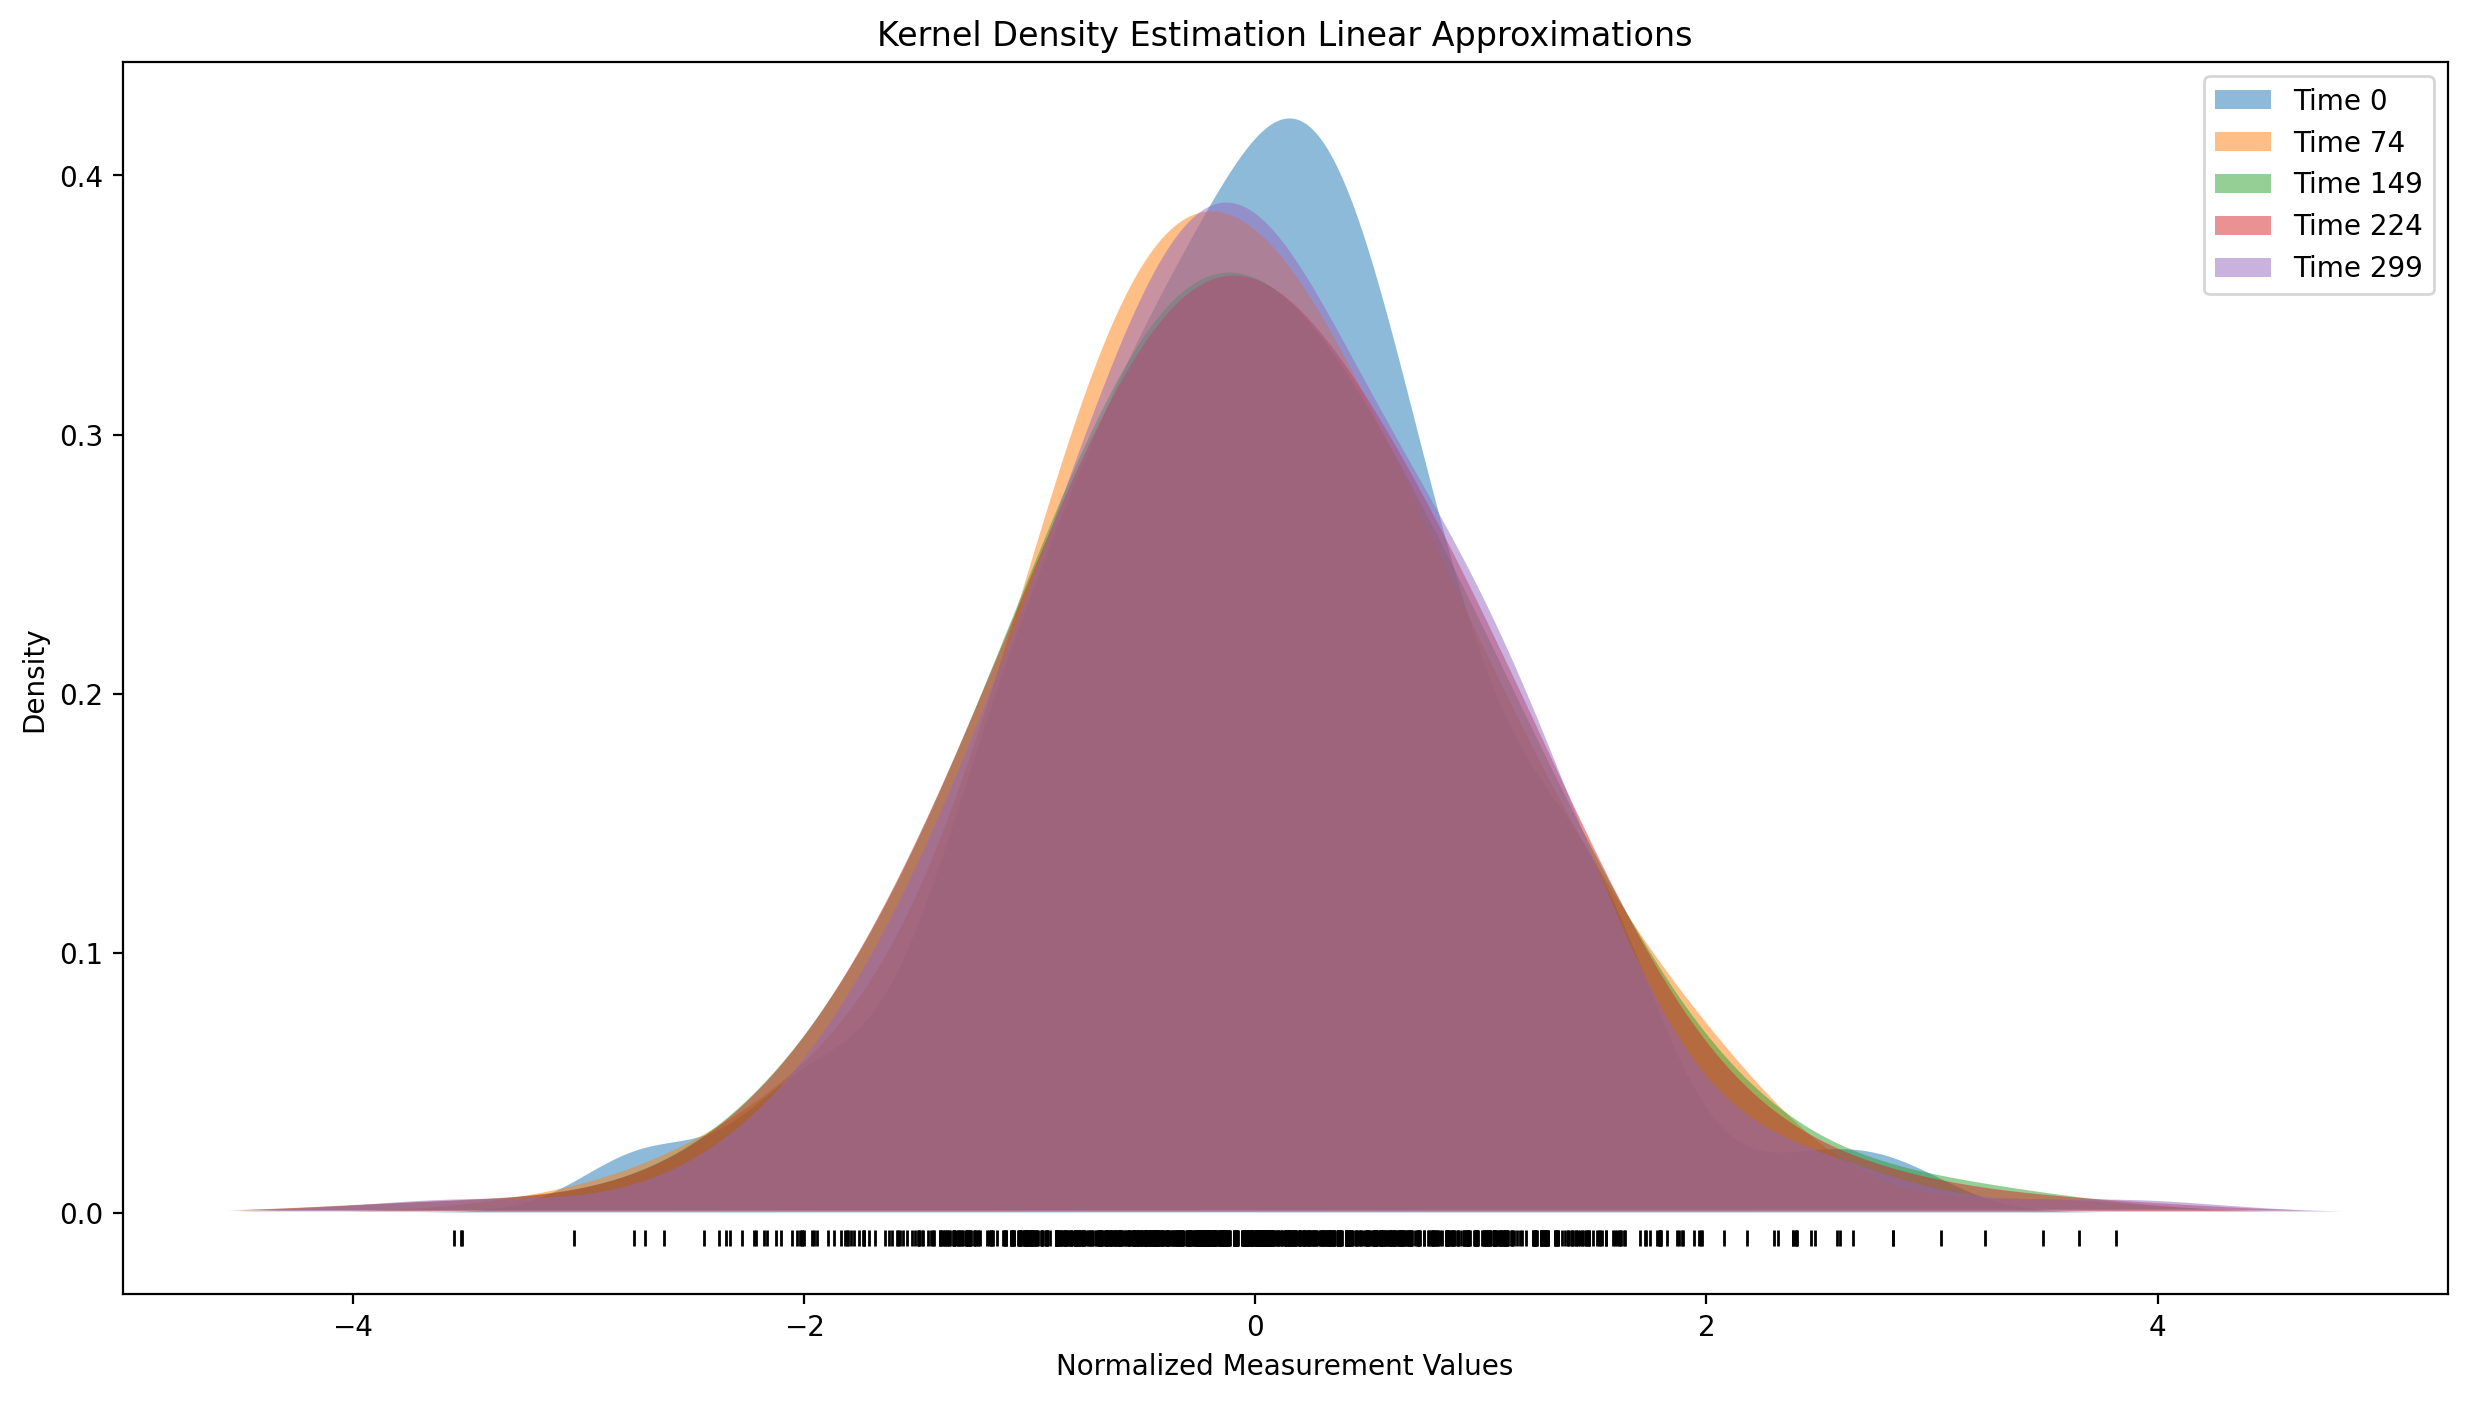 Kernel Density Estimation Linear Approximations
Time 0
Time 74
Time 149
Time 224
Time 299
Density
0.4
0.3
0.2
0.1
0.0
−4
−2
0
2
4
Normalized Measurement Values